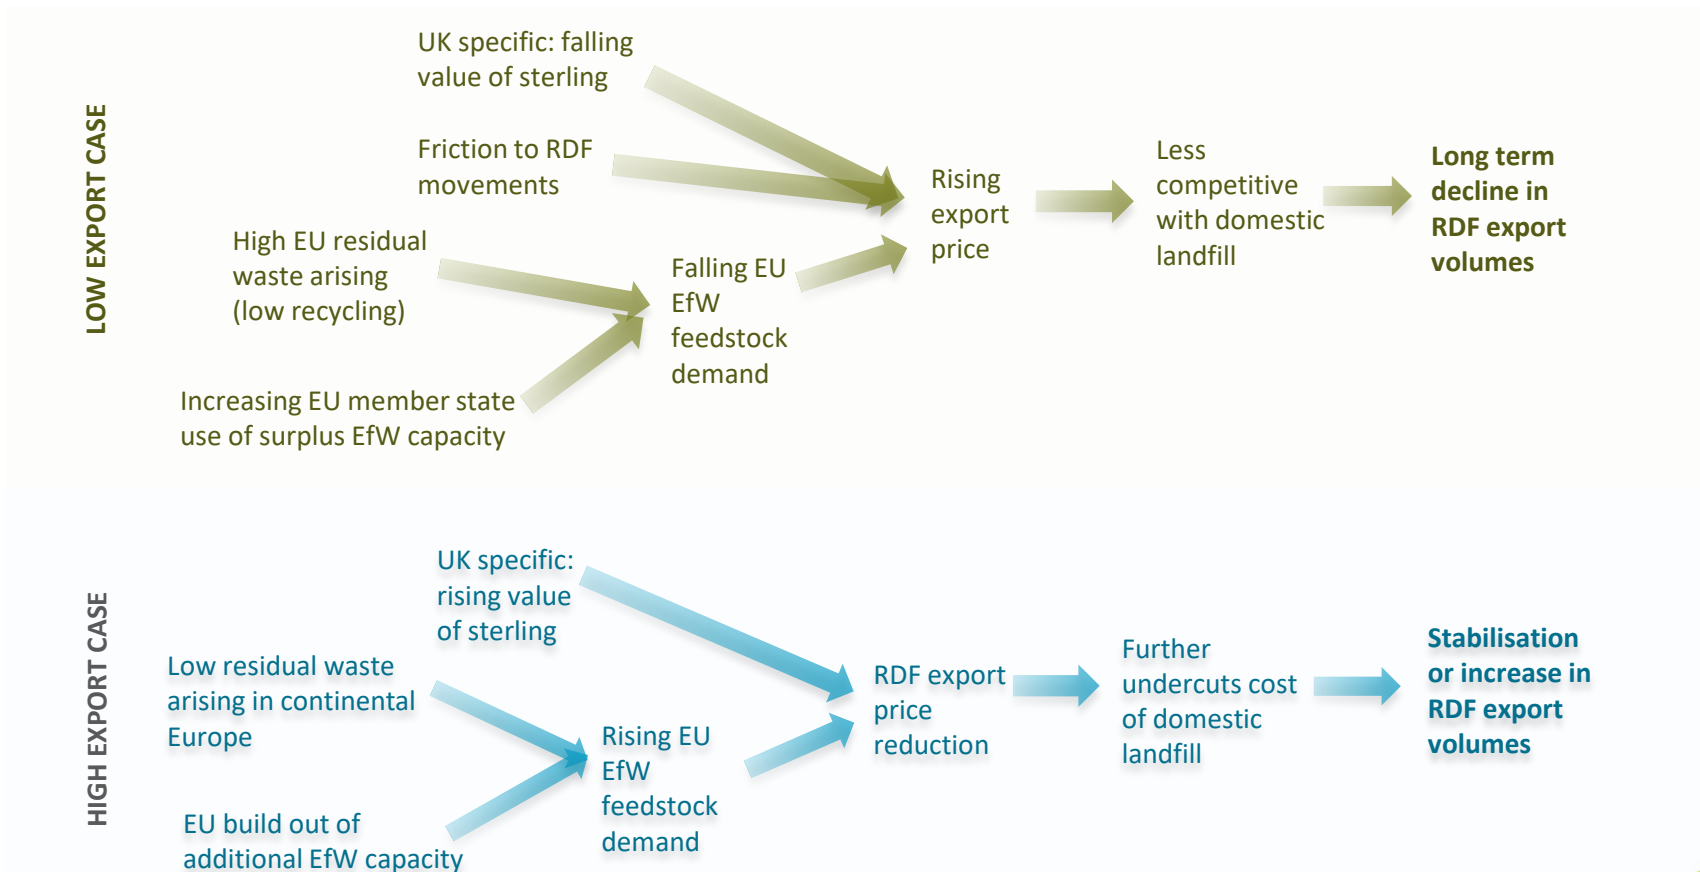 LOW EXPORT CASE
UK specific: falling
value of sterling
Friction to RDF
movements
High EU residual
waste arising
(low recycling)
Increasing EU member state
use of surplus EfW capacity
Falling EU
EfW
feedstock
demand
Rising
export
price
Less
competitive
with domestic
landfill
Long term
decline in
RDF export
volumes
HIGH EXPORT CASE
UK specific:
rising value
of sterling
Low residual waste
arising in continental
Europe
EU build out of
additional EfW capacity
Rising EU
EfW
feedstock
demand
RDF export
price
reduction
Further
undercuts cost
of domestic
landfill
Stabilisation
or increase in
RDF export
volumes